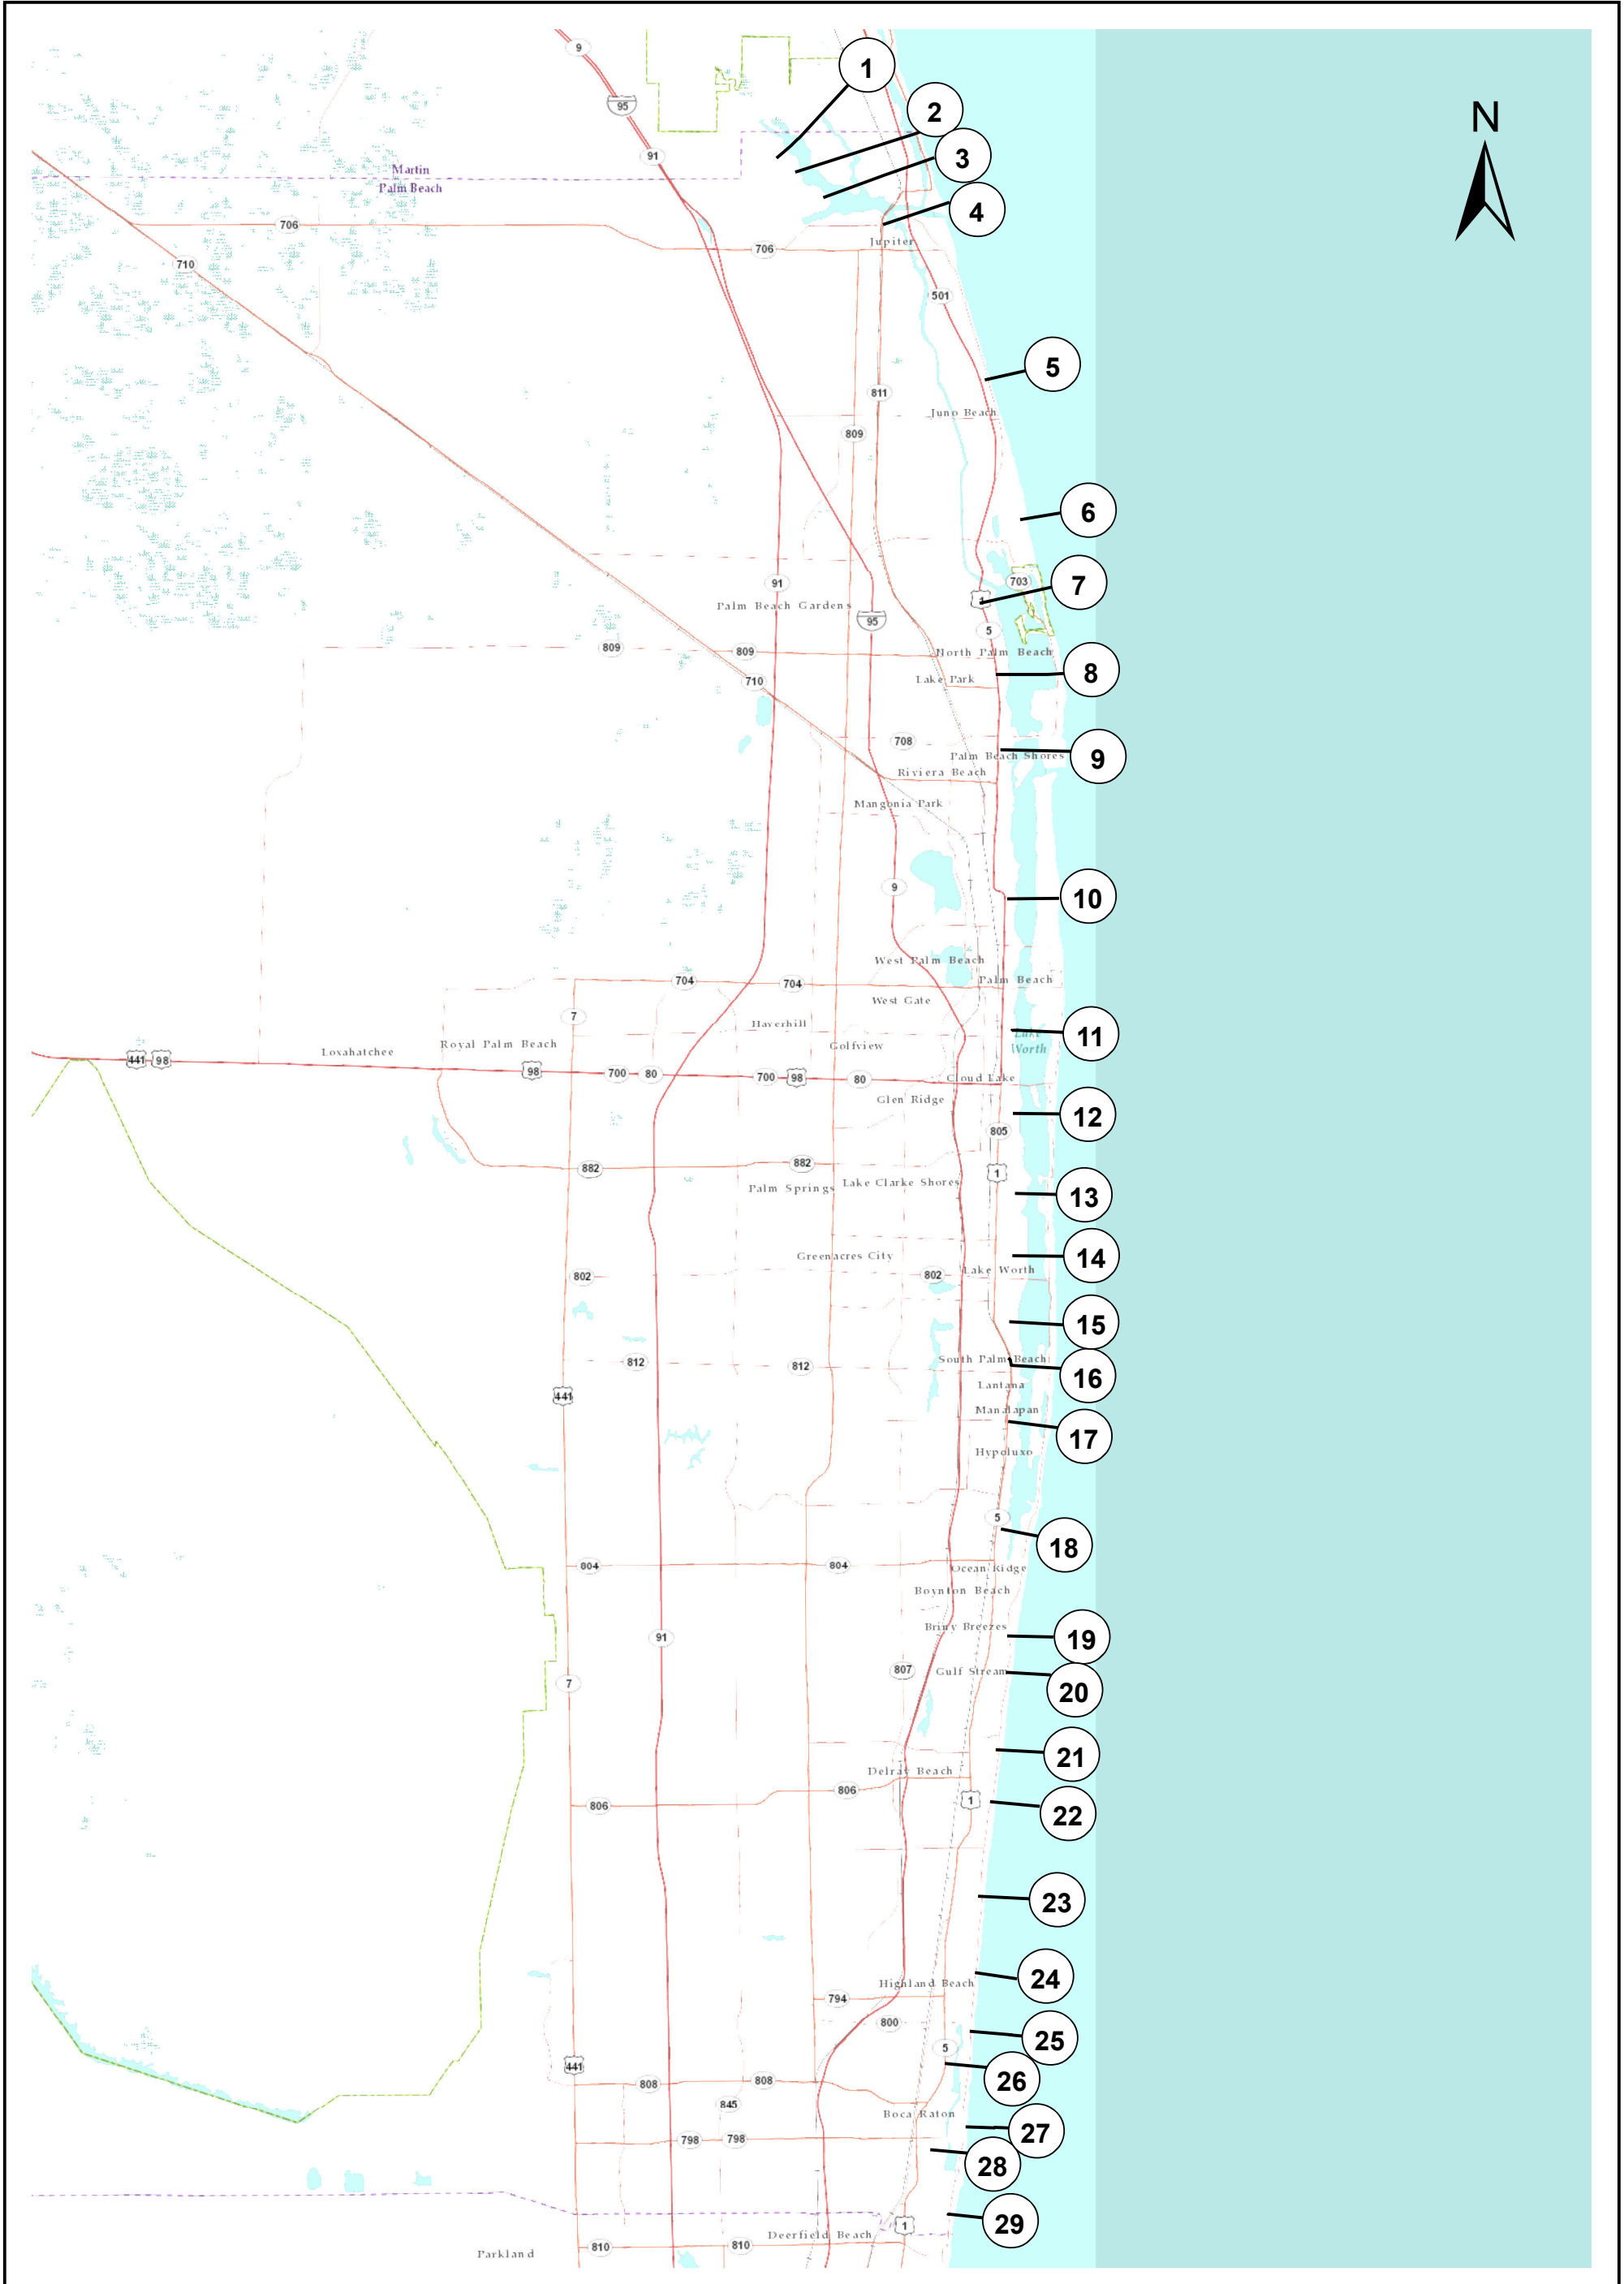 9
1
N
95
2
91
3
Martin
Palm Beach
4
706
Jupiter
706
710
501
5
811
Juno Beach
809
6
703
91
7
1
Palm Beach Gardens
95
5
809
809
North Palm Beach
8
Lake Park
710
708
9
Palm Beach Shores
Riviera Beach
Mangonia Park
9
10
West Palm Beach
704
704
Palm Beach
West Gate
7
Haverhill
11
Lake
Worth
Royal Palm Beach
Golfview
Loxahatchee
441
98
98
700
80
700
98
80
Cloud Lake
Glen Ridge
12
805
882
882
1
Palm Springs
Lake Clarke Shores
13
Greenacres City
14
802
802
Lake Worth
15
812
812
South Palm Beach
16
441
Lantana
Manalapan
17
Hypoluxo
5
18
804
804
Ocean Ridge
Boynton Beach
Briny Breezes
19
91
807
Gulf Stream
7
20
21
Delray Beach
806
806
1
22
23
24
Highland Beach
794
800
25
5
441
26
808
808
845
Boca Raton
27
798
798
28
29
1
Deerfield Beach
810
810
Parkland